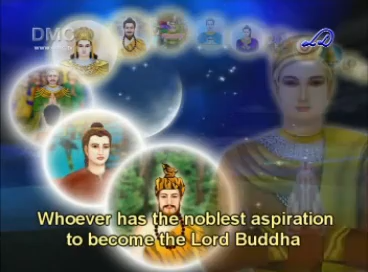 DMC
Whoever has the noblest aspiration
to become the Lord Buddha